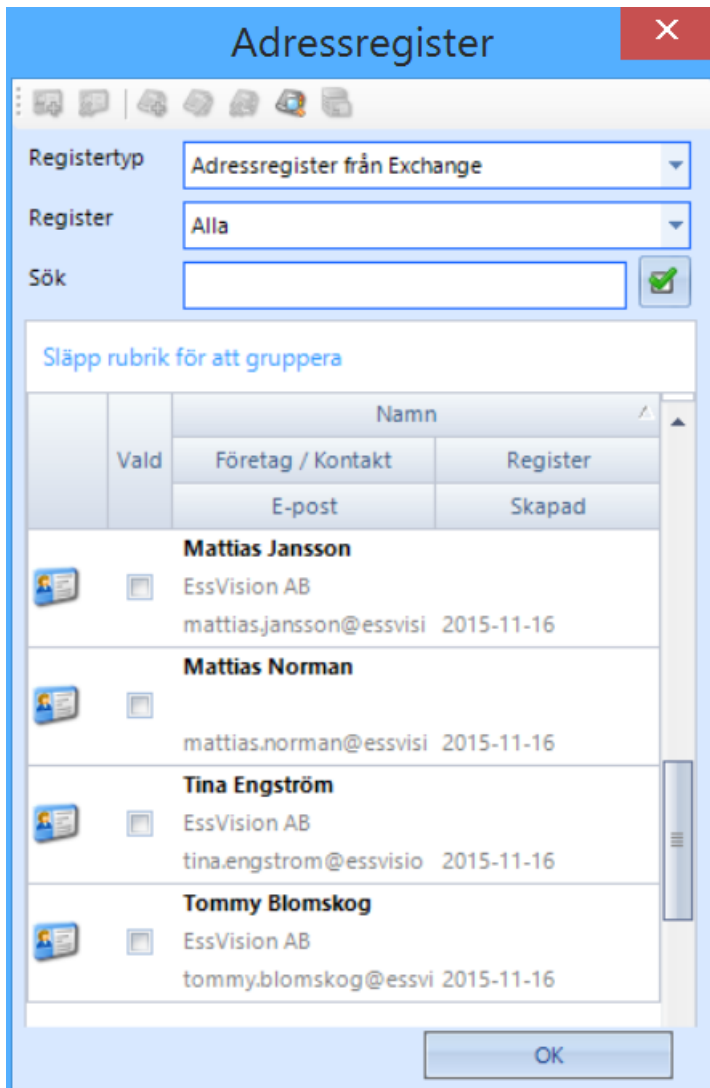 Adressregister
Registertyp Adressregister från Exchange
Register Alla
Sök
Släpp rubrik för att gruppera
Namn
Vald Företag / Kontakt Register
E-post Skapad
Mattias Jansson
EssVision AB
mattias.jansson@essvisi 2015-11-16
Mattias Norman
mattias.norman@essvisi 2015-11-16
Tina Engström
EssVision AB
tina.engstrom@essvisio 2015-11-16
Tommy Blomskog
EssVision AB
tommy.blomskog@essvi 2015-11-16
OK